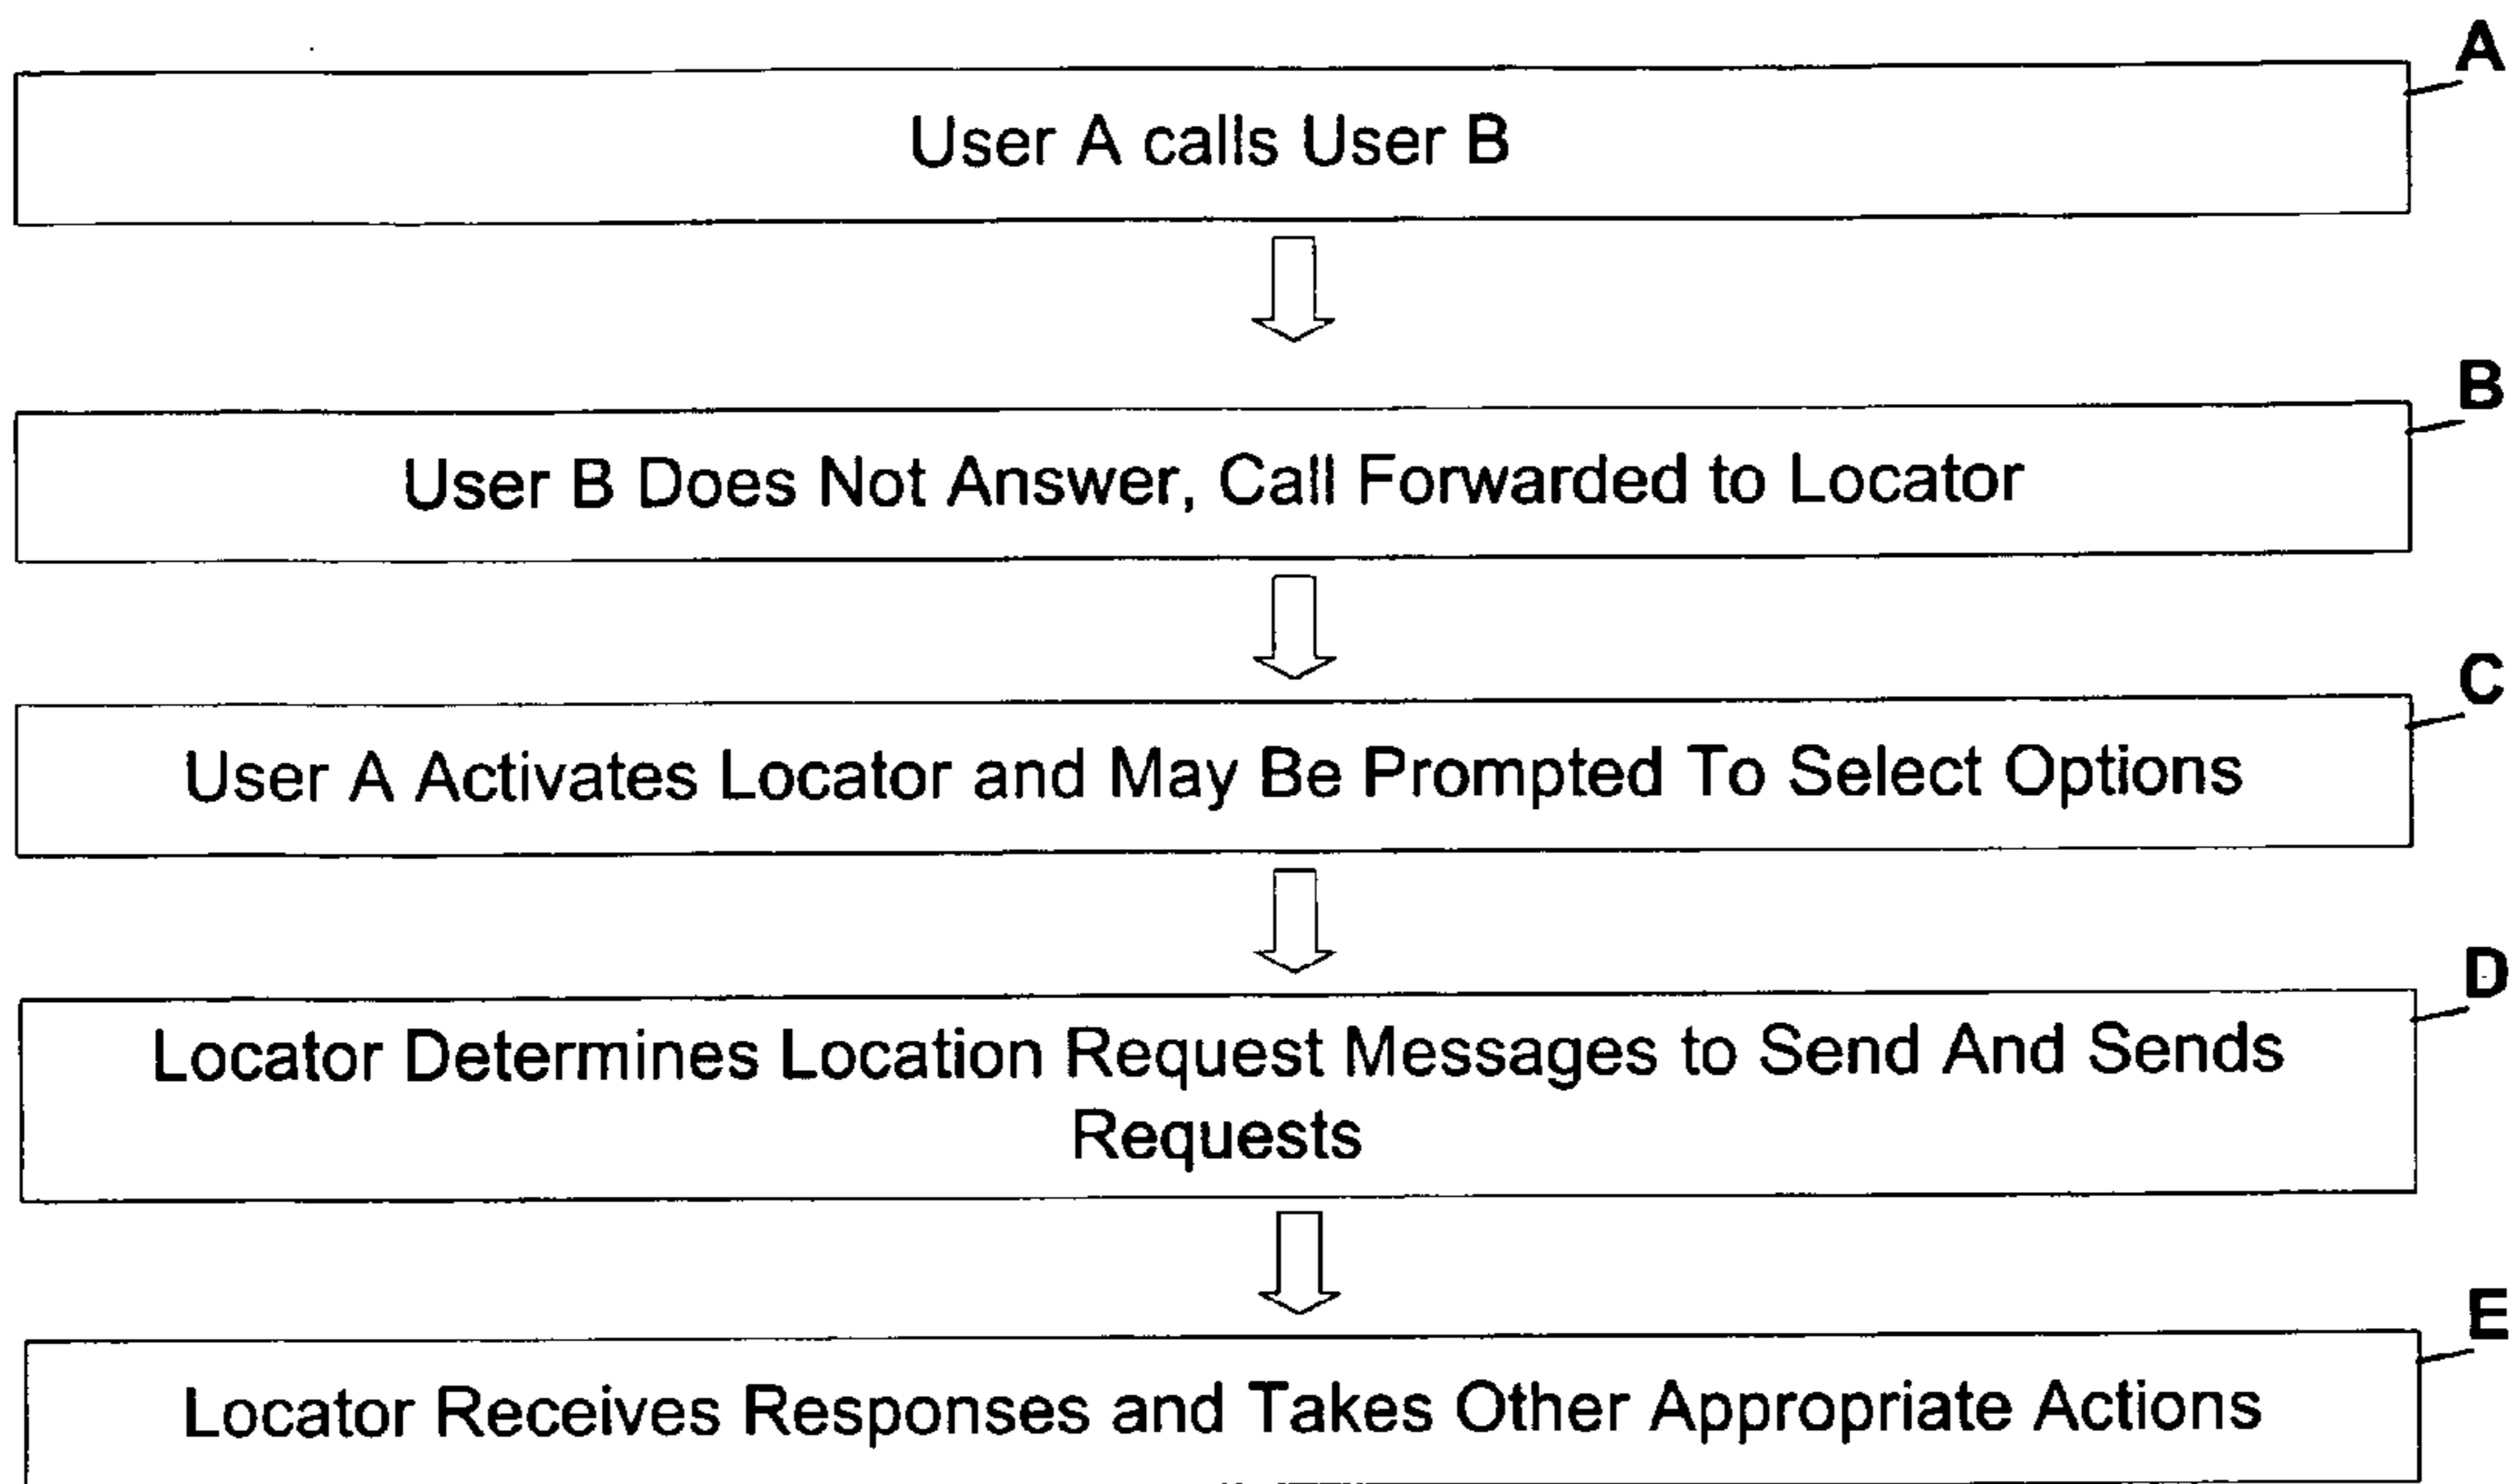 A
User A calls User B
B
User B Does Not Answer, Call Forwarded to Locator
C
User A Activates Locator and May Be Prompted To Select Options
D
Locator Determines Location Request Messages to Send And Sends
Requests
E
Locator Receives Responses and Takes Other Appropriate Actions